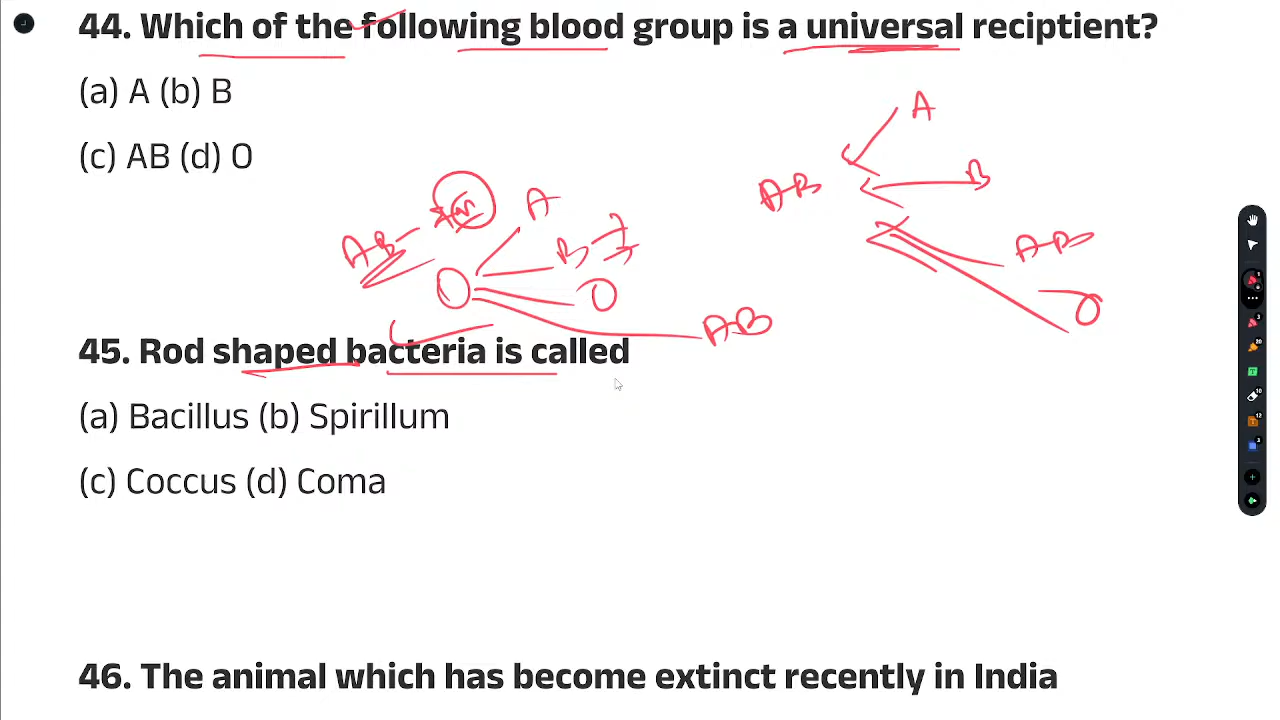 44. Which of the following blood group is a universal reciptient?
(a) A (b) B
(c) AB (d) O
A
B
AB
AB
O
A
AB
B
O
O
AB
45. Rod shaped bacteria is called
(a) Bacillus (b) Spirillum
(c) Coccus (d) Coma
46. The animal which has become extinct recently in India